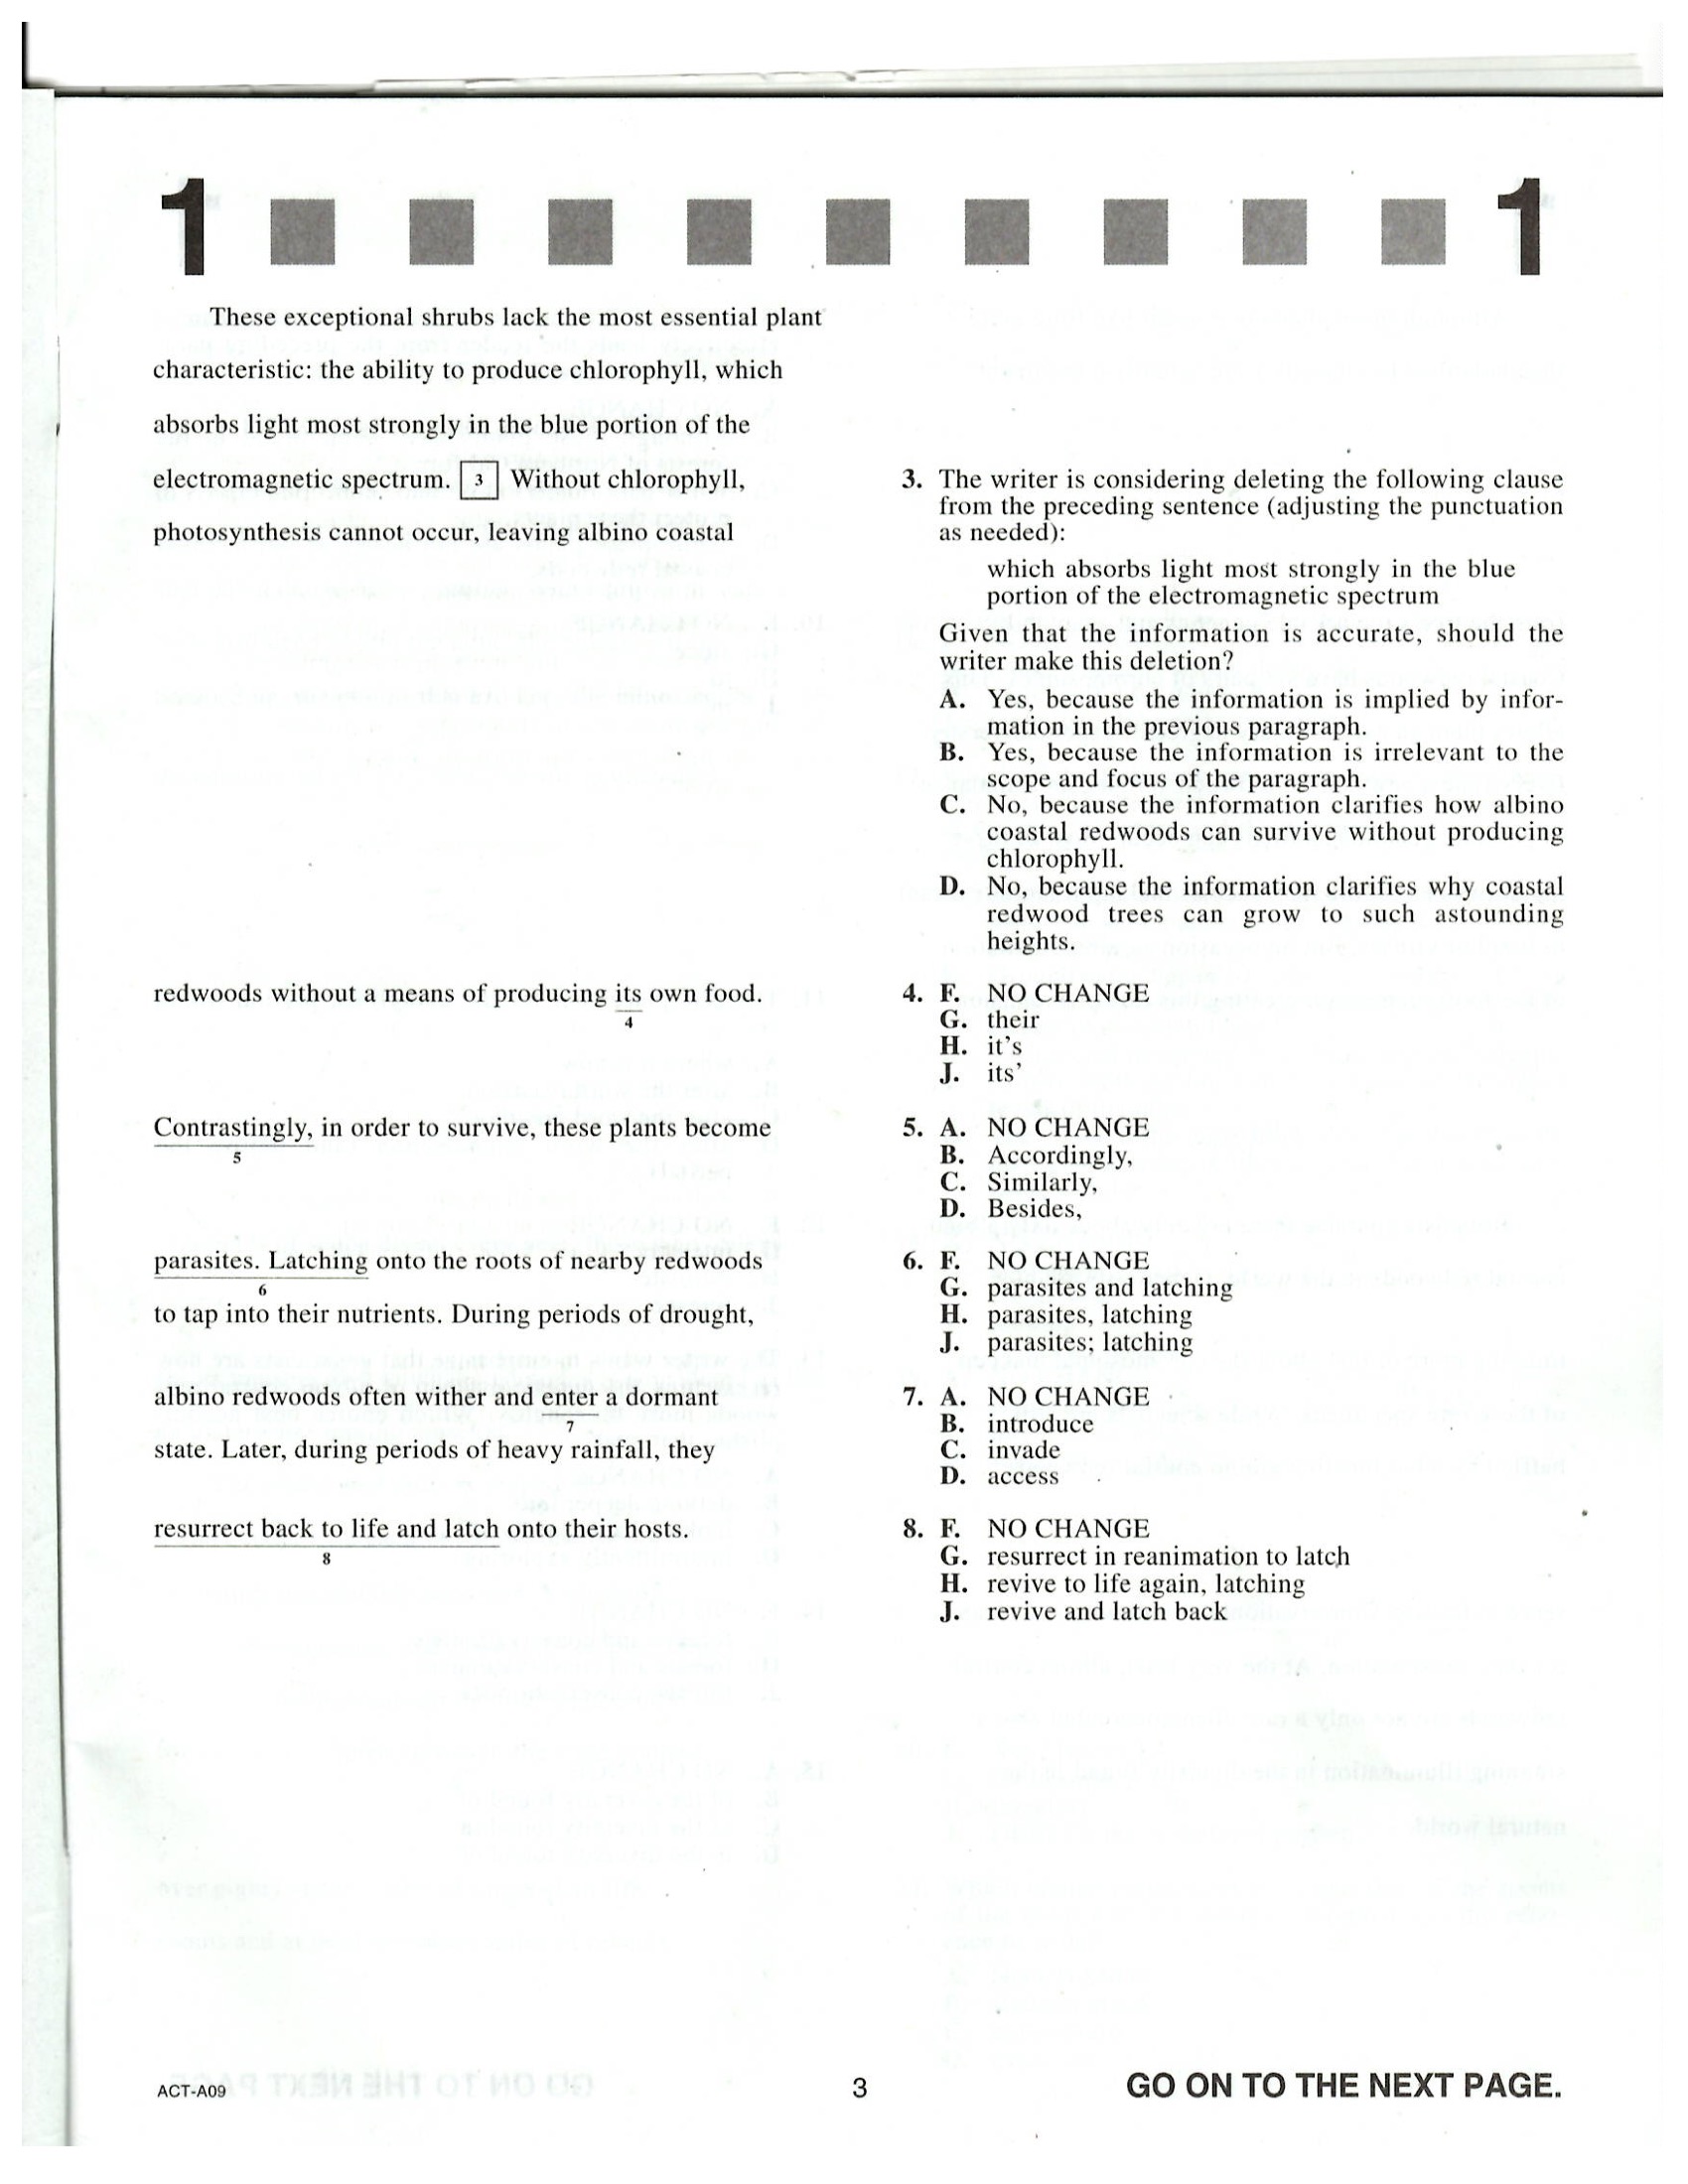 1 1
These exceptional shrubs lack the most essential plant
characteristic: the ability to produce chlorophyll, which
absorbs light most strongly in the blue portion of the
electromagnetic spectrum. 3 Without chlorophyll,
photosynthesis cannot occur, leaving albino coastal
redwoods without a means of producing its own food.
4
Contrastingly, in order to survive, these plants become
5
parasites. Latching onto the roots of nearby redwoods
6
to tap into their nutrients. During periods of drought,
albino redwoods often wither and enter a dormant
7
state. Later, during periods of heavy rainfall, they
resurrect back to life and latch onto their hosts.
8
3. The writer is considering deleting the following clause
from the preceding sentence (adjusting the punctuation
as needed):
which absorbs light most strongly in the blue
portion of the electromagnetic spectrum
Given that the information is accurate, should the
writer make this deletion?
A. Yes, because the information is implied by infor-
mation in the previous paragraph.
B. Yes, because the information is irrelevant to the
scope and focus of the paragraph.
C. No, because the information clarifies how albino
coastal redwoods can survive without producing
chlorophyll.
D. No, because the information clarifies why coastal
redwood trees can grow to such astounding
heights.
4. F. NO CHANGE
G. their
H. it's
J. its'
5. A. NO CHANGE
B. Accordingly,
C. Similarly,
D. Besides,
6. F. NO CHANGE
G. parasites and latching
H. parasites, latching
J. parasites; latching
7. A. NO CHANGE
B. introduce
C. invade
D. access
8. F. NO CHANGE
G. resurrect in reanimation to latch
H. revive to life again, latching
J. revive and latch back
ACT-A09
3
GO ON TO THE NEXT PAGE.